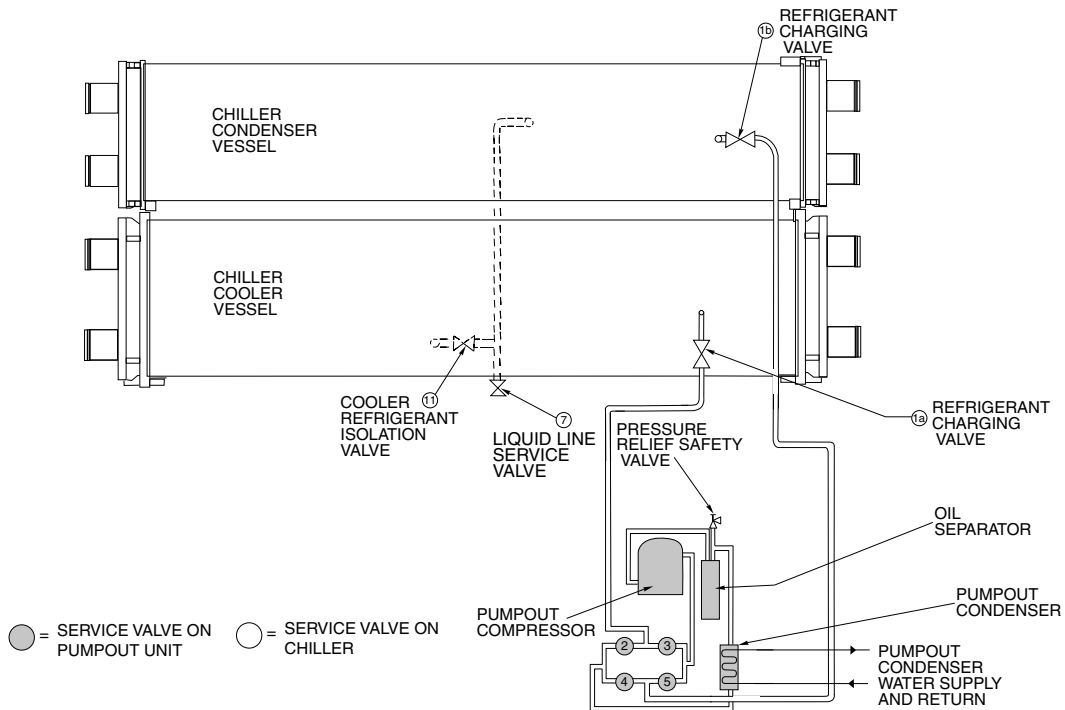 1b
REFRIGERANT
CHARGING
VALVE
CHILLER
CONDENSER
VESSEL
CHILLER
COOLER
VESSEL
11
COOLER
REFRIGERANT
ISOLATION
VALVE
7
LIQUID LINE
SERVICE
VALVE
PRESSURE
RELIEF SAFETY
VALVE
1a
REFRIGERANT
CHARGING
VALVE
OIL
SEPARATOR
PUMPOUT
COMPRESSOR
PUMPOUT
CONDENSER
2
3
4
5
PUMPOUT
CONDENSER
WATER SUPPLY
AND RETURN
= SERVICE VALVE ON
PUMPOUT UNIT
= SERVICE VALVE ON
CHILLER